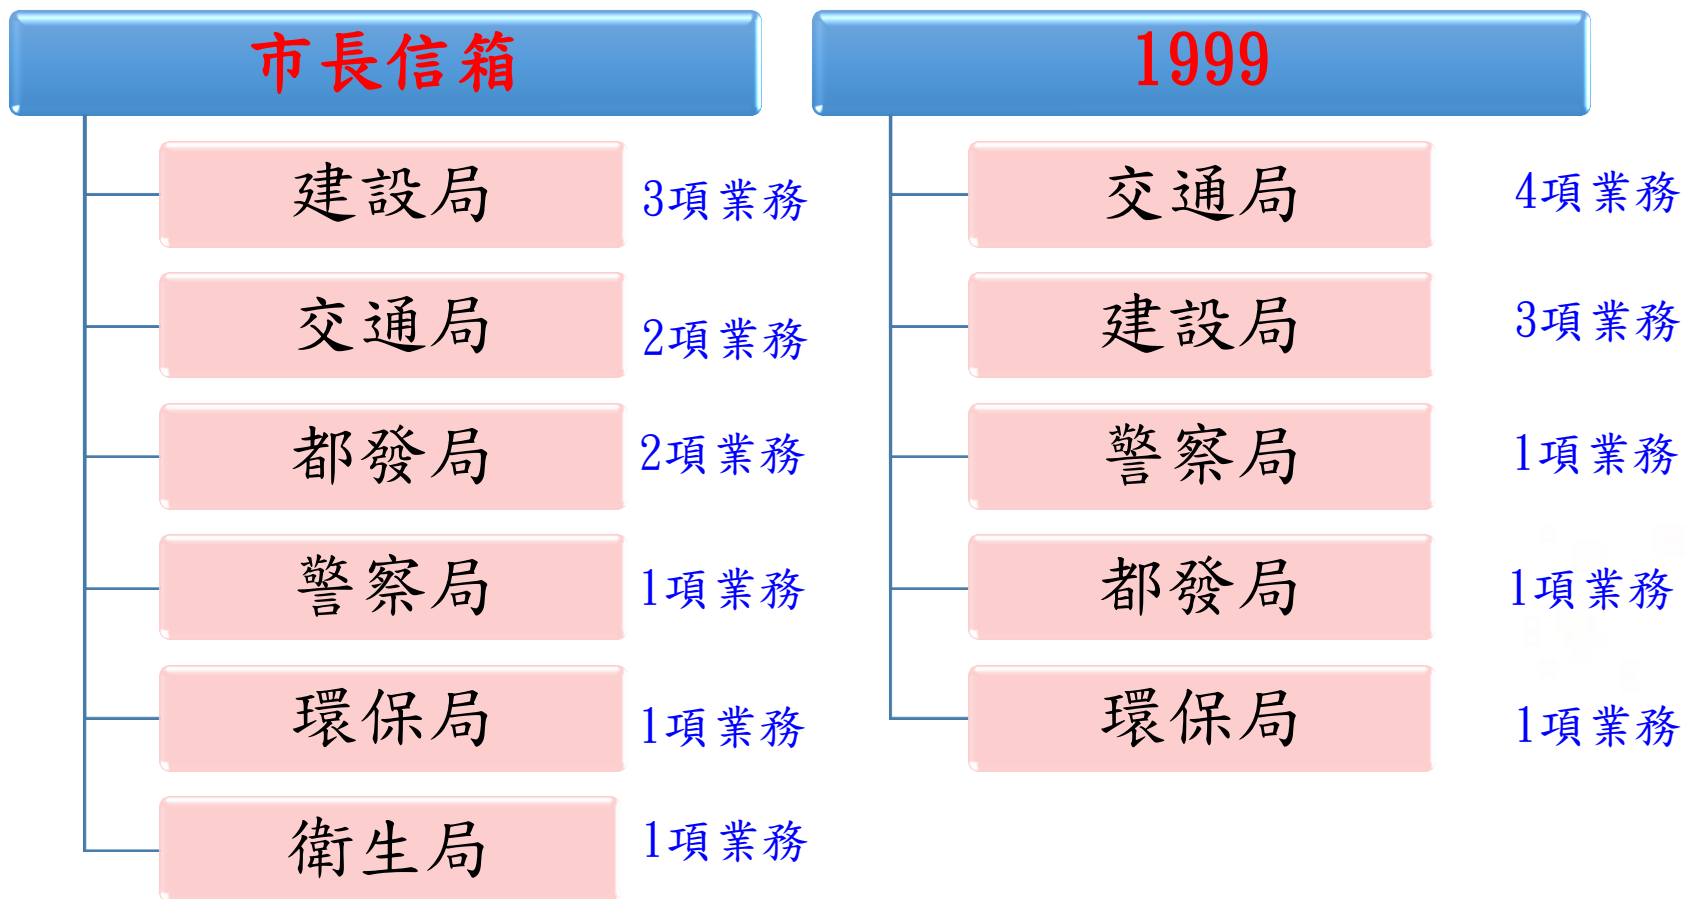 市長信箱
建設局 3項業務
交通局 2項業務
都發局 2項業務
警察局 1項業務
環保局 1項業務
衛生局 1項業務
1999
交通局 4項業務
建設局 3項業務
警察局 1項業務
都發局 1項業務
環保局 1項業務